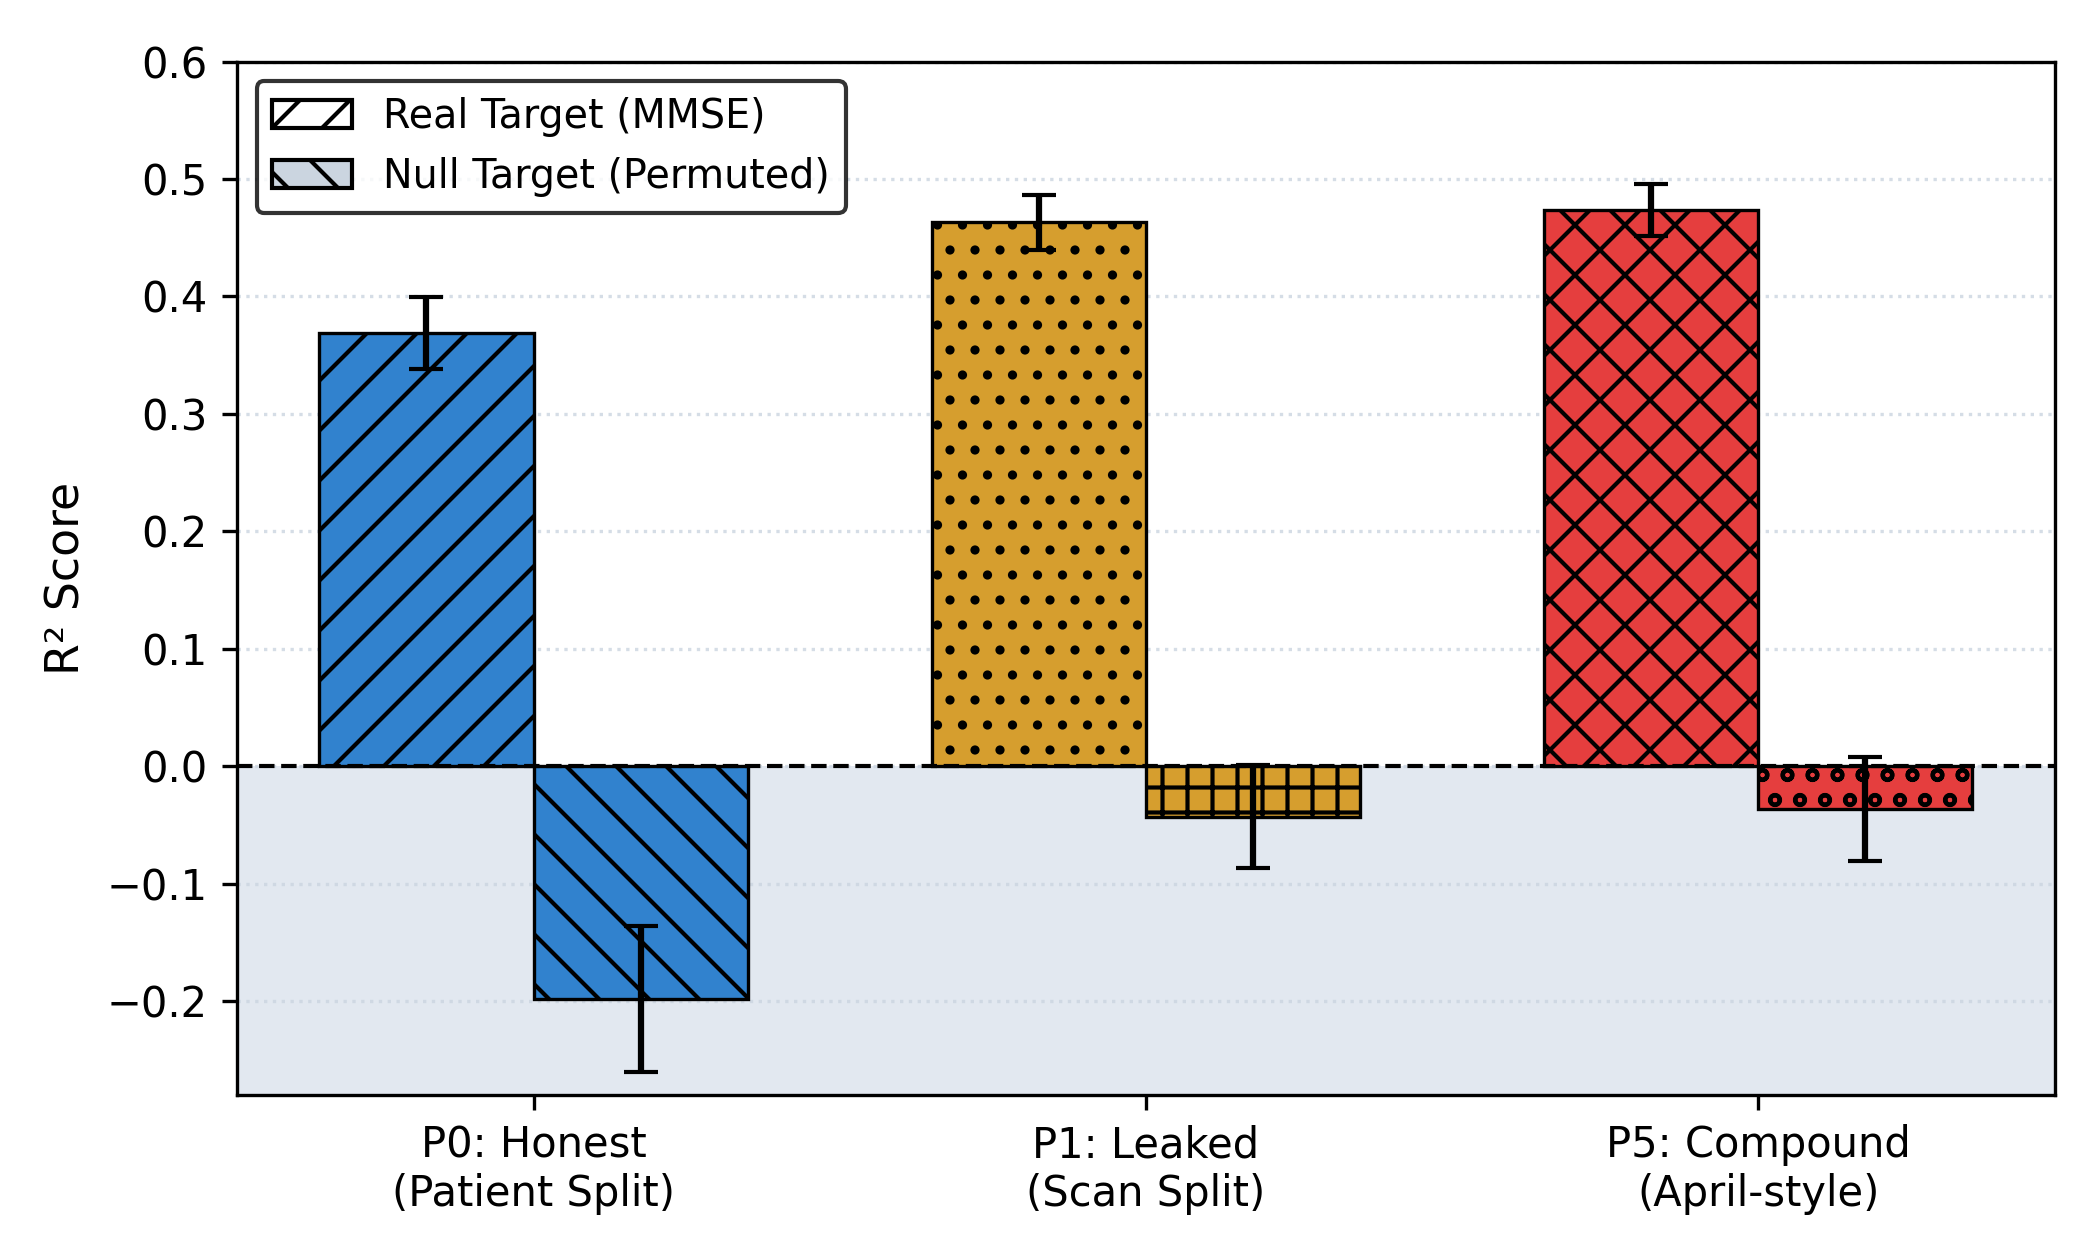 0.6
0.5
0.4
0.3
0.2
0.1
0.0
−0.1
−0.2
R² Score
Real Target (MMSE)
Null Target (Permuted)
P0: Honest
(Patient Split)
P1: Leaked
(Scan Split)
P5: Compound
(April-style)